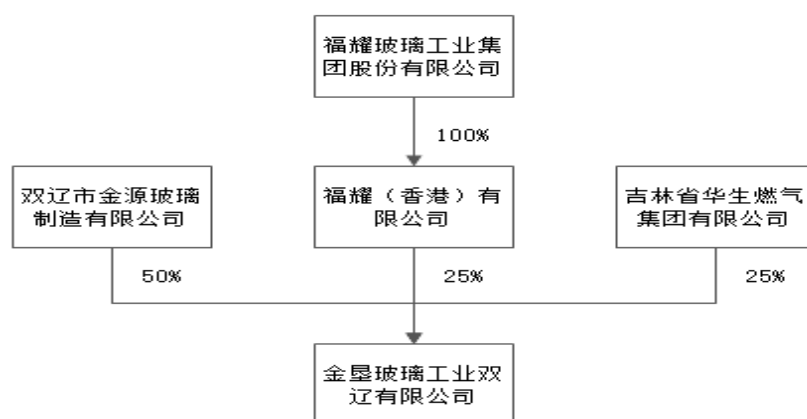 福耀玻璃工业集
团股份有限公司
100%
双辽市金源玻璃
制造有限公司
福耀（香港）有
限公司
吉林省华生燃气
集团有限公司
50%
25%
25%
金垦玻璃工业双
辽有限公司